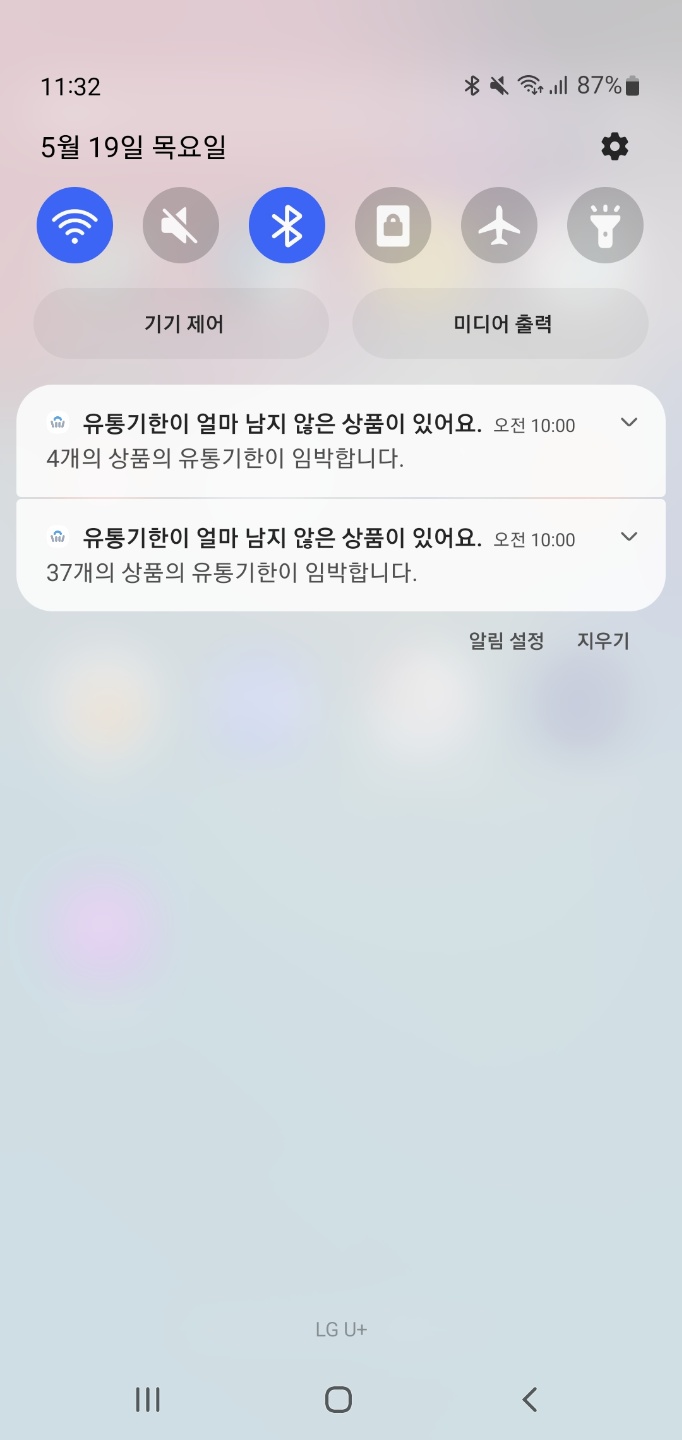 11:32 87%
5월 19일 목요일
기기 제어 미디어 출력
유통기한이 얼마 남지 않은 상품이 있어요. 오전 10:00
4개의 상품의 유통기한이 임박합니다.
유통기한이 얼마 남지 않은 상품이 있어요. 오전 10:00
37개의 상품의 유통기한이 임박합니다.
알림 설정 지우기
LG U+